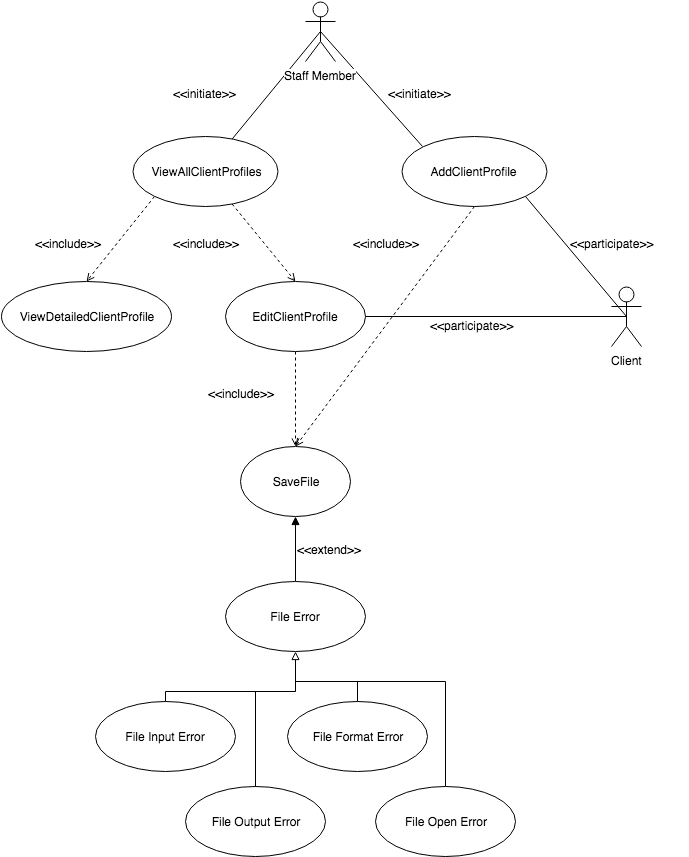 Staff Member
<<initiate>>
<<initiate>>
ViewAllClientProfiles
AddClientProfile
<<include>>
<<include>>
<<include>>
<<participate>>
ViewDetailedClientProfile
EditClientProfile
<<participate>>
Client
<<include>>
SaveFile
<<extend>>
File Error
File Input Error
File Format Error
File Output Error
File Open Error